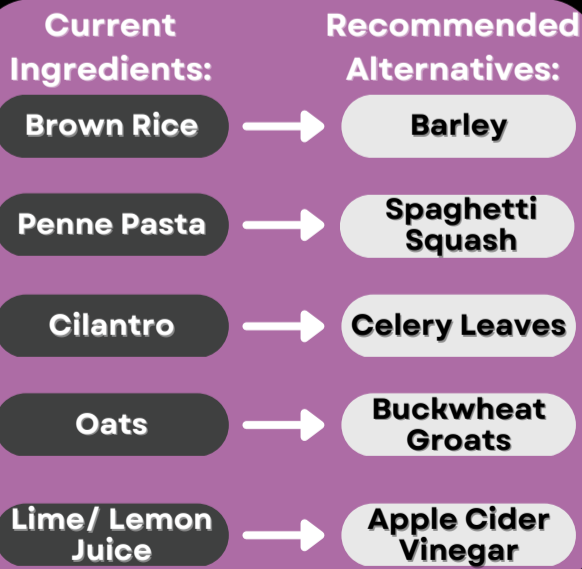 Current
Ingredients:
Recommended
Alternatives:
Brown Rice
Barley
Penne Pasta
Spaghetti
Squash
Cilantro
Celery Leaves
Oats
Buckwheat
Groats
Lime/ Lemon
Juice
Apple Cider
Vinegar